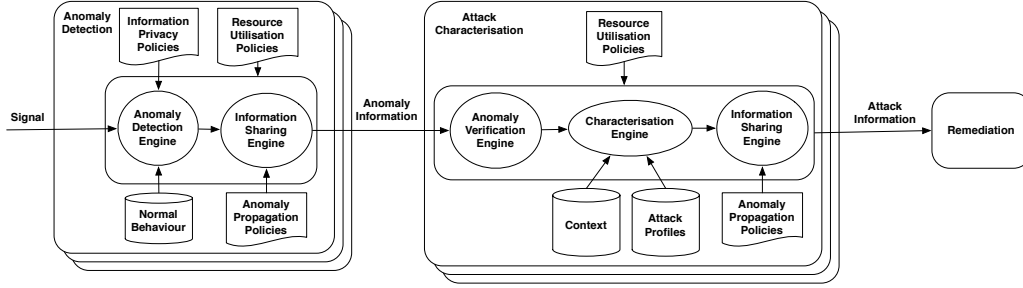 Anomaly
Detection
Information
Privacy
Policies
Resource
Utilisation
Policies
Attack
Characterisation
Resource
Utilisation
Policies
Signal
Anomaly
Detection
Engine
Information
Sharing
Engine
Anomaly
Information
Anomaly
Verification
Engine
Characterisation
Engine
Information
Sharing
Engine
Attack
Information
Remediation
Normal
Behaviour
Anomaly
Propagation
Policies
Context
Attack
Profiles
Anomaly
Propagation
Policies